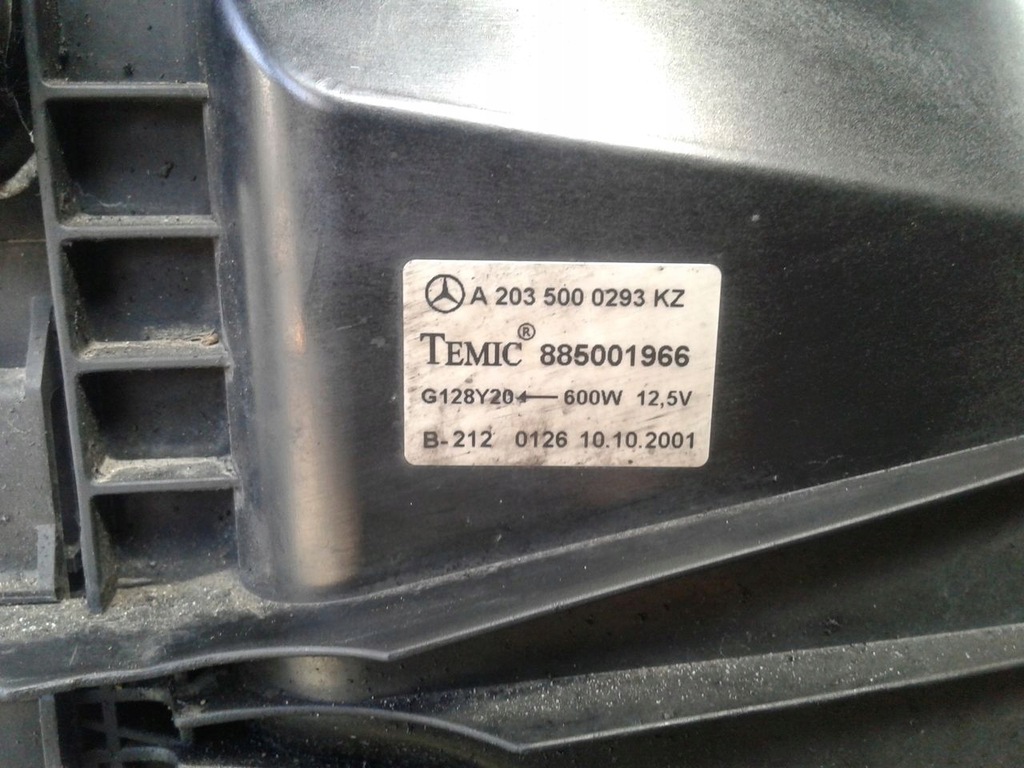 A 203 500 0293 KZ
TEMIC® 885001966
G128Y20 600W 12,5V
B-212 0126 10.10.2001